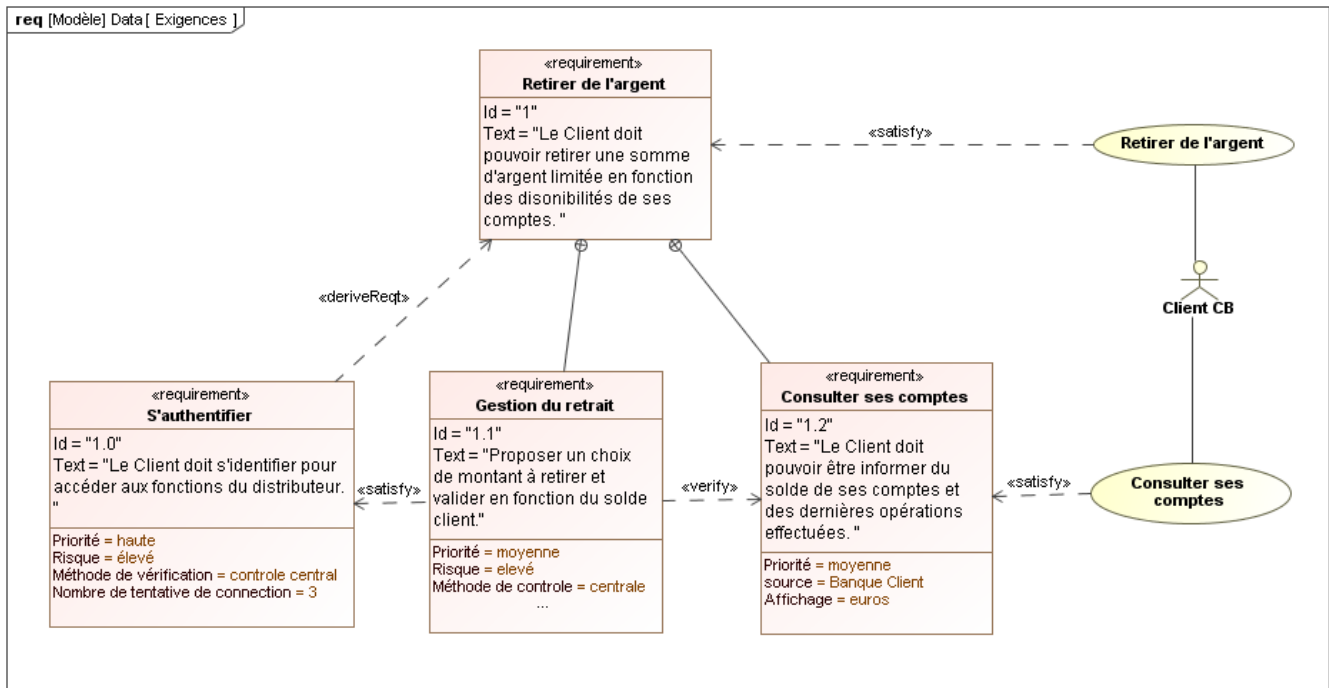 req [Modèle] Data [ Exigences ]
«requirement»
Retirer de l'argent
Id = "1"
Text = "Le Client doit
pouvoir retirer une somme
d'argent limitée en fonction
des disonibilités de ses
comptes. "
«satisfy»
Retirer de l'argent
«deriveReqt»
Client CB
«requirement»
S'authentifier
Id = "1.0"
Text = "Le Client doit s'identifier pour
accéder aux fonctions du distributeur.
"
Priorité = haute
Risque = élevé
Méthode de vérification = controle central
Nombre de tentative de connection = 3
«satisfy»
«requirement»
Gestion du retrait
Id = "1.1"
Text = "Proposer un choix
de montant à retirer et
valider en fonction du solde
client."
Priorité = moyenne
Risque = elevé
Méthode de controle = centrale
...
«verify»
«requirement»
Consulter ses comptes
Id = "1.2"
Text = "Le Client doit
pouvoir être informer du
solde de ses comptes et
des dernières opérations
effectuées. "
Priorité = moyenne
source = Banque Client
Affichage = euros
«satisfy»
Consulter ses
comptes